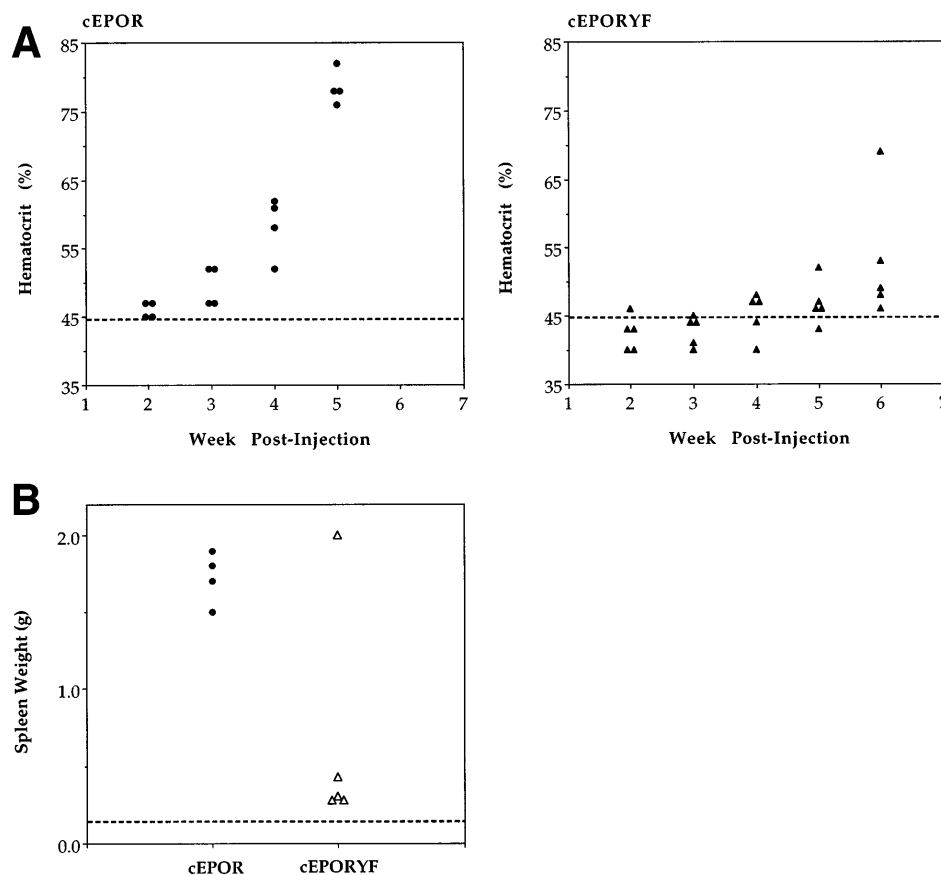 A
cEPOR
85
75
65
55
45
35
Hematocrit (%)
1 2 3 4 5 6 7
Week Post-Injection
cEPORYF
85
75
65
55
45
35
Hematocrit (%)
1 2 3 4 5 6 7
Week Post-Injection
B
2.0
1.0
0.0
Spleen Weight (g)
cEPOR cEPORYF